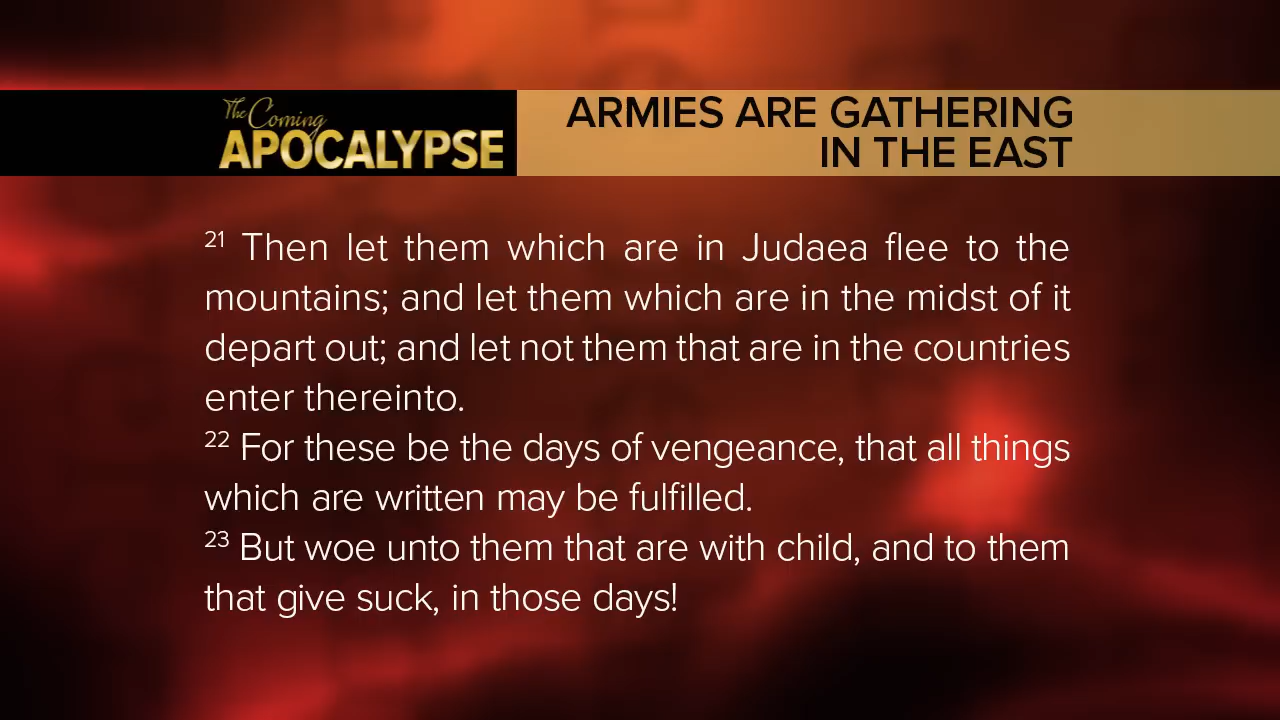 The Coming
APOCALYPSE
ARMIES ARE GATHERING
IN THE EAST
21 Then let them which are in Judaea flee to the
mountains; and let them which are in the midst of it
depart out; and let not them that are in the countries
enter thereinto.
22 For these be the days of vengeance, that all things
which are written may be fulfilled.
23 But woe unto them that are with child, and to them
that give suck, in those days!